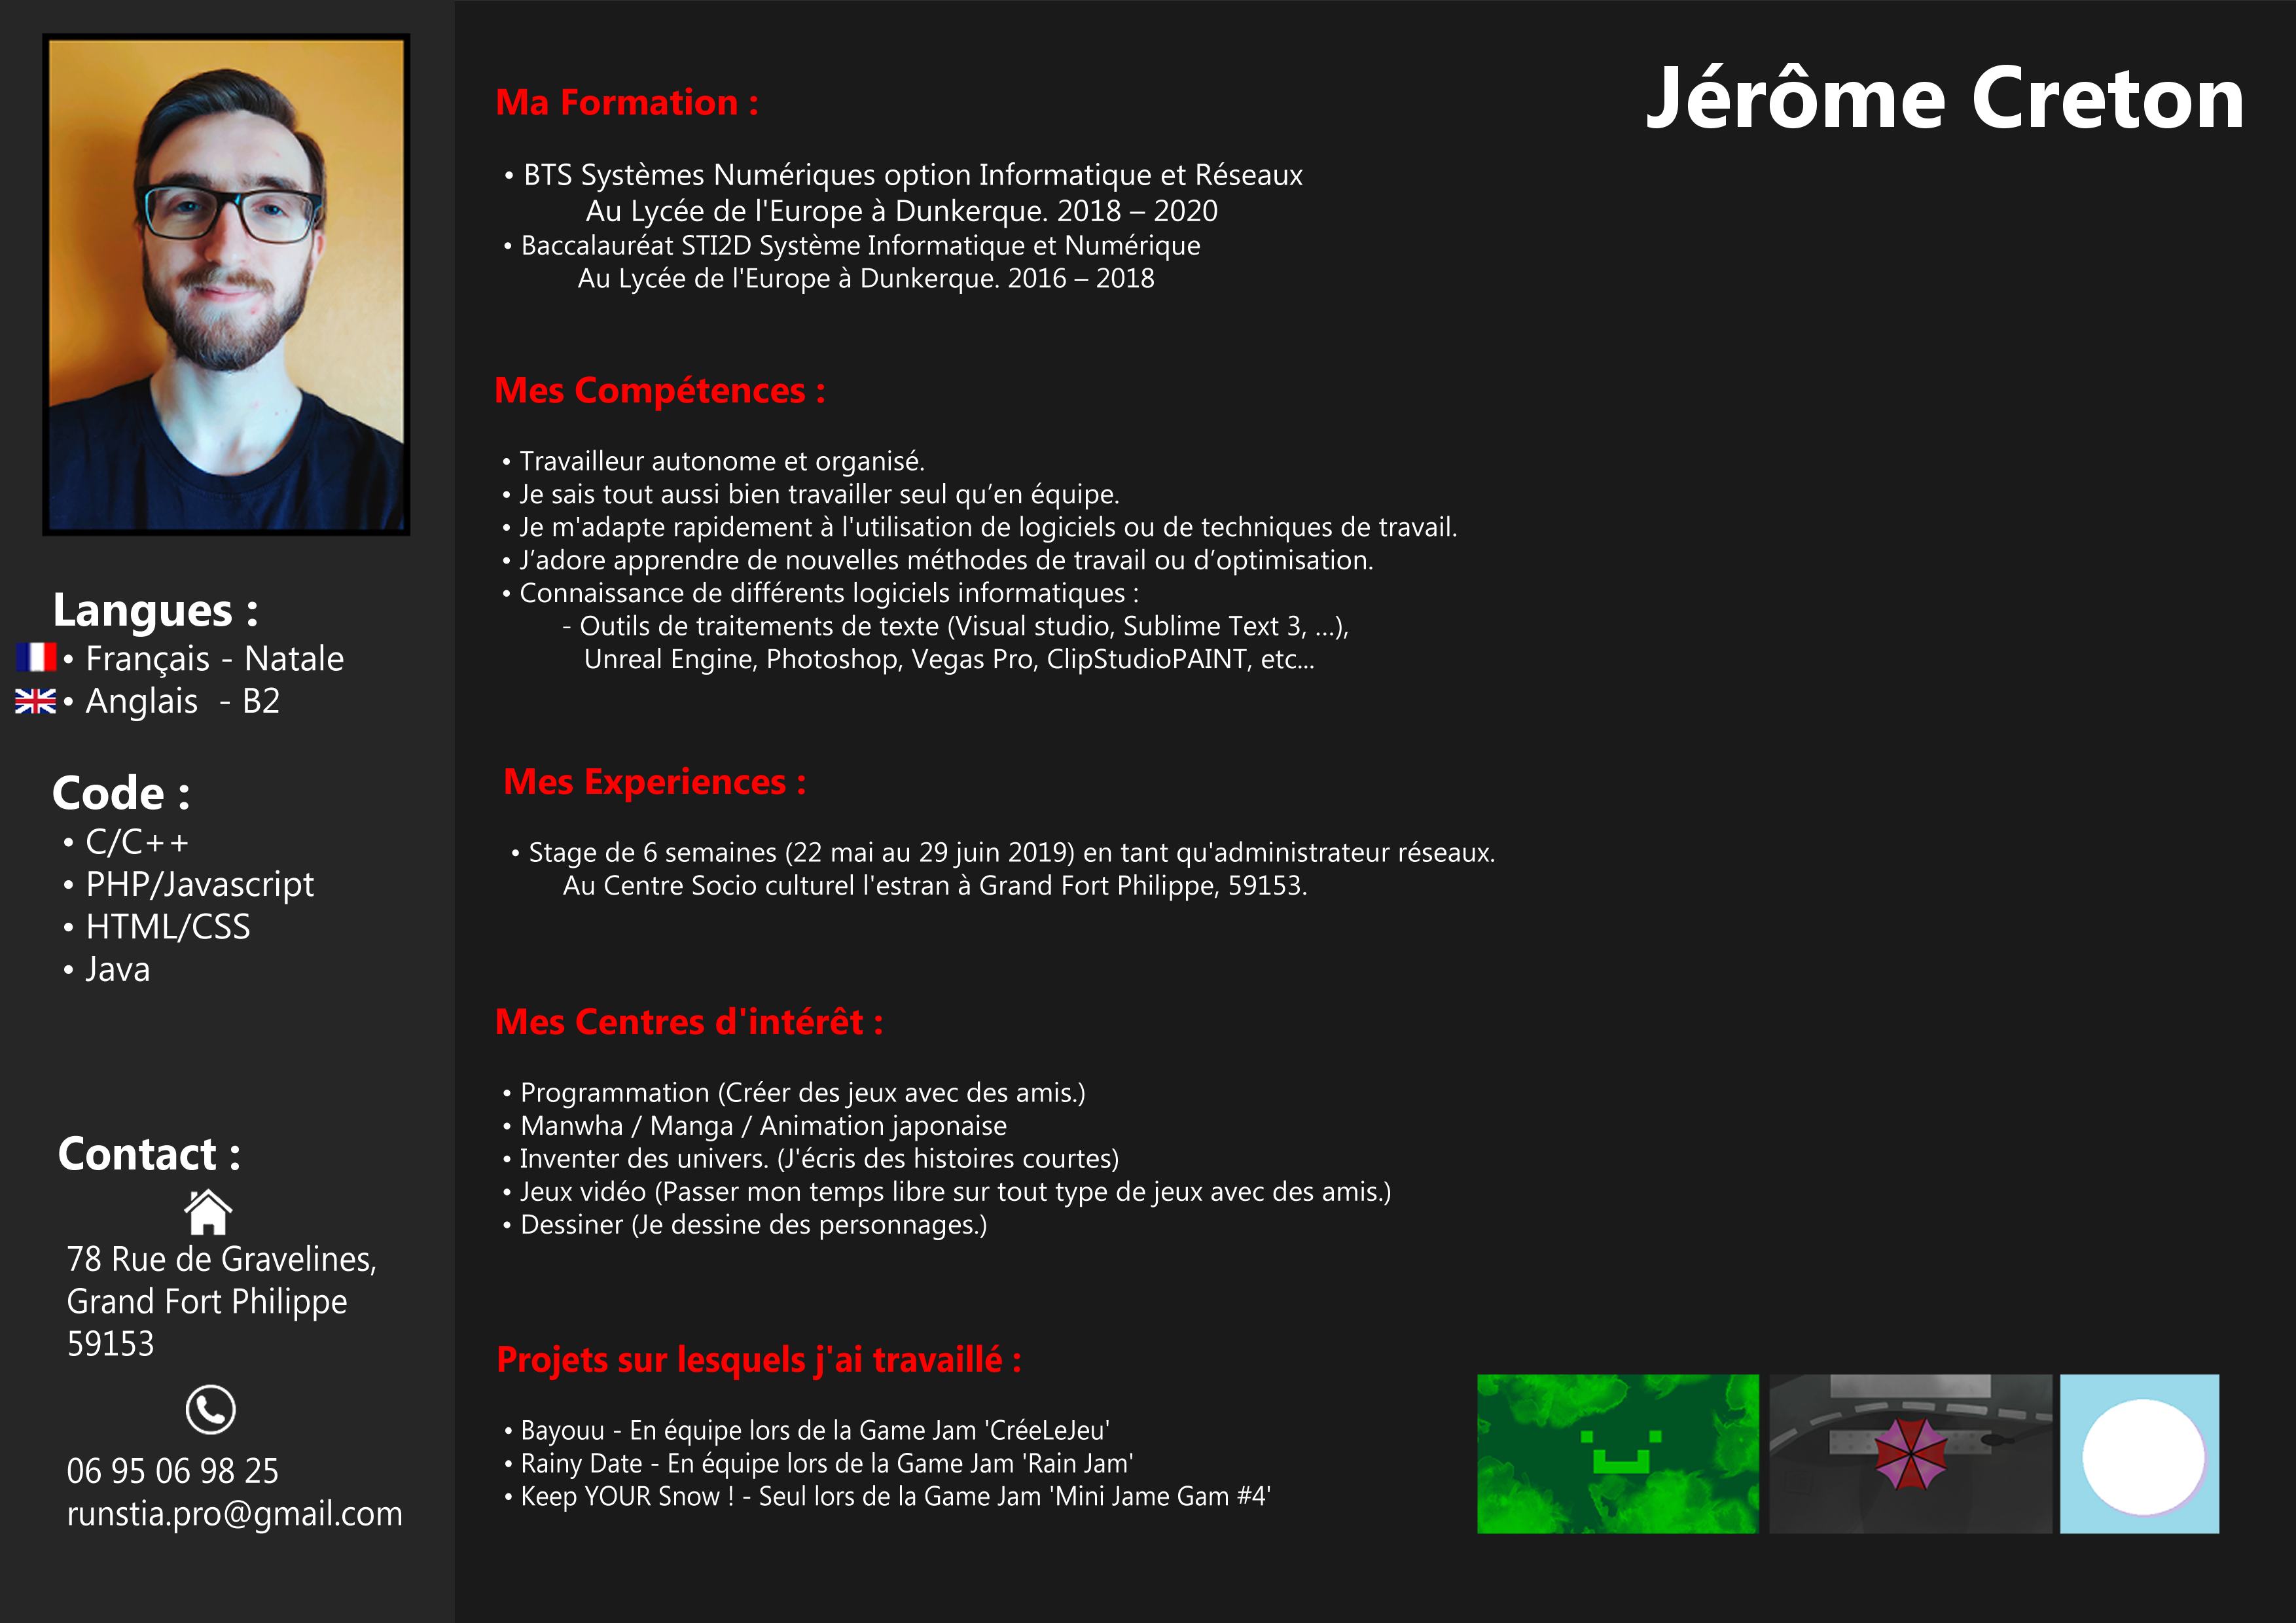 Jérôme Creton
Langues :
• Français - Natale
• Anglais  - B2
Code :
• C/C++
• PHP/Javascript
• HTML/CSS
• Java
Contact :
78 Rue de Gravelines,
Grand Fort Philippe
59153
06 95 06 98 25
runstia.pro@gmail.com
Ma Formation :
• BTS Systèmes Numériques option Informatique et Réseaux
Au Lycée de l'Europe à Dunkerque. 2018 – 2020
• Baccalauréat STI2D Système Informatique et Numérique
Au Lycée de l'Europe à Dunkerque. 2016 – 2018
Mes Compétences :
• Travailleur autonome et organisé.
• Je sais tout aussi bien travailler seul qu’en équipe.
• Je m'adapte rapidement à l'utilisation de logiciels ou de techniques de travail.
• J’adore apprendre de nouvelles méthodes de travail ou d’optimisation.
• Connaissance de différents logiciels informatiques :
- Outils de traitements de texte (Visual studio, Sublime Text 3, …),
Unreal Engine, Photoshop, Vegas Pro, ClipStudioPAINT, etc...
Mes Experiences :
• Stage de 6 semaines (22 mai au 29 juin 2019) en tant qu'administrateur réseaux.
Au Centre Socio culturel l'estran à Grand Fort Philippe, 59153.
Mes Centres d'intérêt :
• Programmation (Créer des jeux avec des amis.)
• Manwha / Manga / Animation japonaise
• Inventer des univers. (J'écris des histoires courtes)
• Jeux vidéo (Passer mon temps libre sur tout type de jeux avec des amis.)
• Dessiner (Je dessine des personnages.)
Projets sur lesquels j'ai travaillé :
• Bayouu - En équipe lors de la Game Jam 'CréeLeJeu'
• Rainy Date - En équipe lors de la Game Jam 'Rain Jam'
• Keep YOUR Snow ! - Seul lors de la Game Jam 'Mini Jame Gam #4'